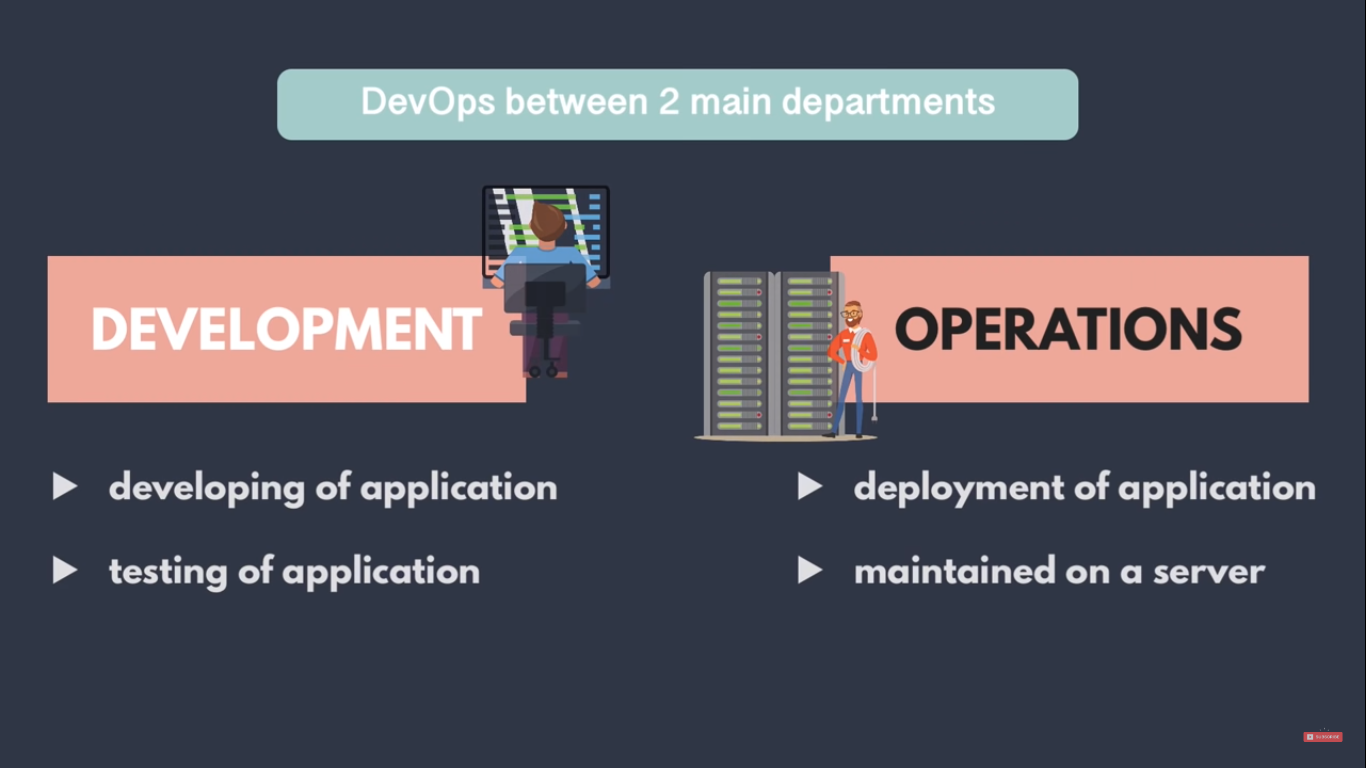 DevOps between 2 main departments
DEVELOPMENT
OPERATIONS
developing of application
testing of application
deployment of application
maintained on a server
SUBSCRIBE